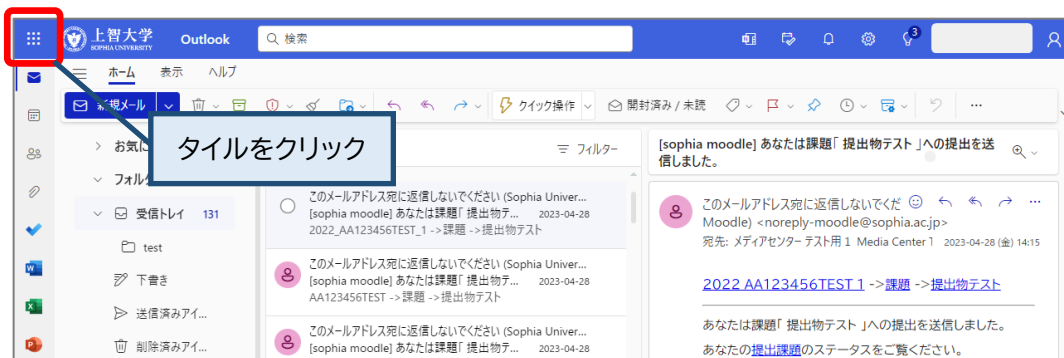 上智大学
SOPHIA UNIVERSITY
Outlook
検索
3
ホーム 表示 ヘルプ
新規メール
クイック操作
開封済み / 未読
タイルをクリック
お気に
フォル
受信トレイ 131
test
下書き
送信済みアイ...
削除済みアイ...
フィルター
このメールアドレス宛に返信しないでください (Sophia Univer...
[sophia moodle] あなたは課題「 提出物テ... 2023-04-28
2022_AA123456TEST_1 ->課題 ->提出物テスト
このメールアドレス宛に返信しないでください (Sophia Univer...
[sophia moodle] あなたは課題「 提出物テ... 2023-04-28
AA123456TEST ->課題 ->提出物テスト
このメールアドレス宛に返信しないでください (Sophia Univer...
[sophia moodle] あなたは課題「 提出物テ... 2023-04-28
[sophia moodle] あなたは課題「 提出物テスト 」への提出を送
信しました。
このメールアドレス宛に返信しないでくだ
Moodle) <noreply-moodle@sophia.ac.jp>
宛先: メディアセンター テスト用 1 Media Center 2023-04-28 (金) 14:15
2022 AA123456TEST 1 ->課題 ->提出物テスト
あなたは課題「 提出物テスト 」への提出を送信しました。
あなたの提出課題のステータスをご覧ください。